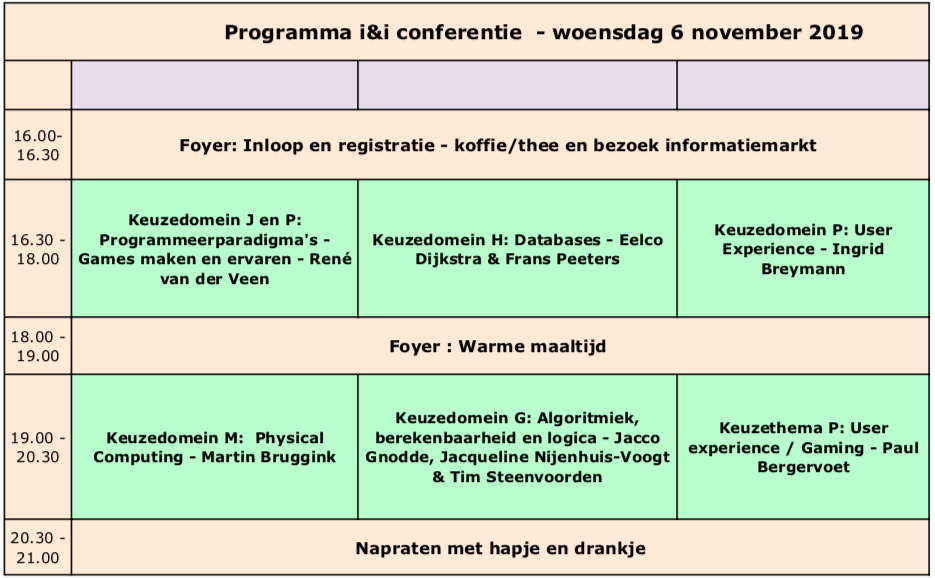 Programma i&i conferentie  - woensdag 6 november 2019
16.00-
16.30
Foyer: Inloop en registratie - koffie/thee en bezoek informatiemarkt
16.30 -
18.00
Keuzedomein J en P:
Programmeerparadigma's -
Games maken en ervaren - René
van der Veen
Keuzedomein H: Databases - Eelco
Dijkstra & Frans Peeters
Keuzedomein P: User
Experience - Ingrid
Breymann
18.00 -
19.00
Foyer : Warme maaltijd
19.00 -
20.30
Keuzedomein M:  Physical
Computing - Martin Bruggink
Keuzedomein G: Algoritmiek,
berekenbaarheid en logica - Jacco
Gnodde, Jacqueline Nijenhuis-Voogt
& Tim Steenvoorden
Keuzethema P: User
experience / Gaming - Paul
Bergervoet
20.30 -
21.00
Napraten met hapje en drankje